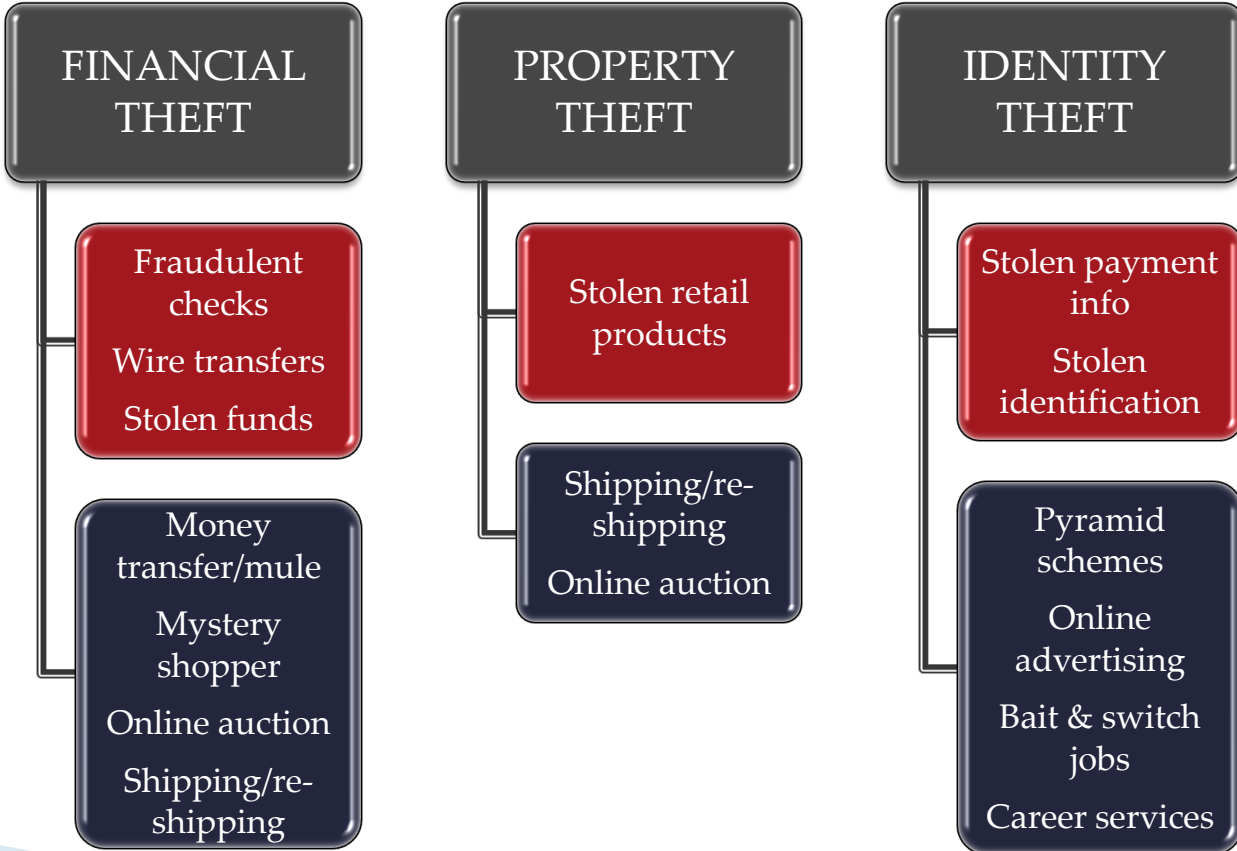 FINANCIAL
THEFT
Fraudulent
checks
Wire transfers
Stolen funds
Money
transfer/mule
Mystery
shopper
Online auction
Shipping/re-
shipping
PROPERTY
THEFT
Stolen retail
products
Shipping/re-
shipping
Online auction
IDENTITY
THEFT
Stolen payment
info
Stolen
identification
Pyramid
schemes
Online
advertising
Bait & switch
jobs
Career services